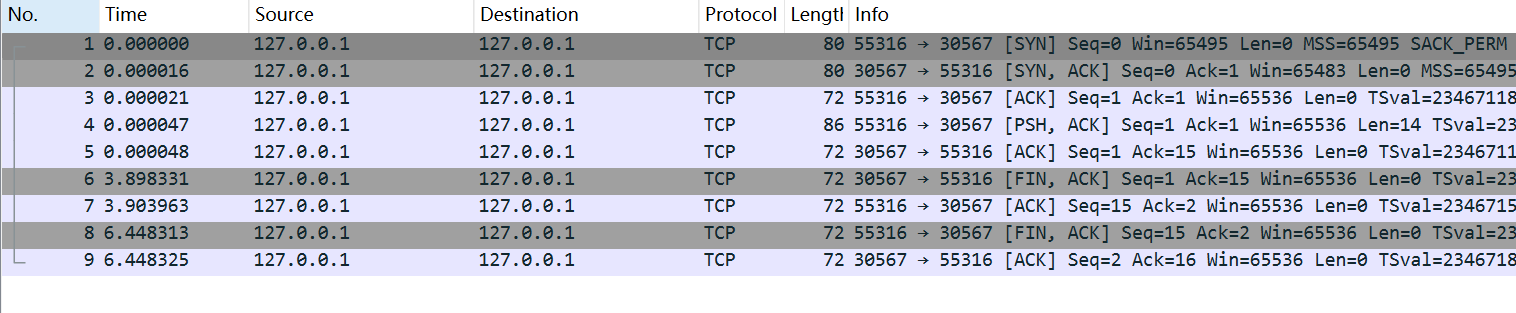 No. Time Source Destination Protocol Length Info
1 0.000000 127.0.0.1 127.0.0.1 TCP 80 55316 → 30567 [SYN] Seq=0 Win=65495 Len=0 MSS=65495 SACK_PERM
2 0.000016 127.0.0.1 127.0.0.1 TCP 80 30567 → 55316 [SYN, ACK] Seq=0 Ack=1 Win=65483 Len=0 MSS=65495
3 0.000021 127.0.0.1 127.0.0.1 TCP 72 55316 → 30567 [ACK] Seq=1 Ack=1 Win=65536 Len=0 TSval=23467118
4 0.000047 127.0.0.1 127.0.0.1 TCP 86 55316 → 30567 [PSH, ACK] Seq=1 Ack=1 Win=65536 Len=14 TSval=23
5 0.000048 127.0.0.1 127.0.0.1 TCP 72 30567 → 55316 [ACK] Seq=1 Ack=15 Win=65536 Len=0 TSval=2346711
6 3.898331 127.0.0.1 127.0.0.1 TCP 72 30567 → 55316 [FIN, ACK] Seq=1 Ack=15 Win=65536 Len=0 TSval=23
7 3.903963 127.0.0.1 127.0.0.1 TCP 72 55316 → 30567 [ACK] Seq=15 Ack=2 Win=65536 Len=0 TSval=2346715
8 6.448313 127.0.0.1 127.0.0.1 TCP 72 55316 → 30567 [FIN, ACK] Seq=15 Ack=2 Win=65536 Len=0 TSval=23
9 6.448325 127.0.0.1 127.0.0.1 TCP 72 30567 → 55316 [ACK] Seq=2 Ack=16 Win=65536 Len=0 TSval=2346718